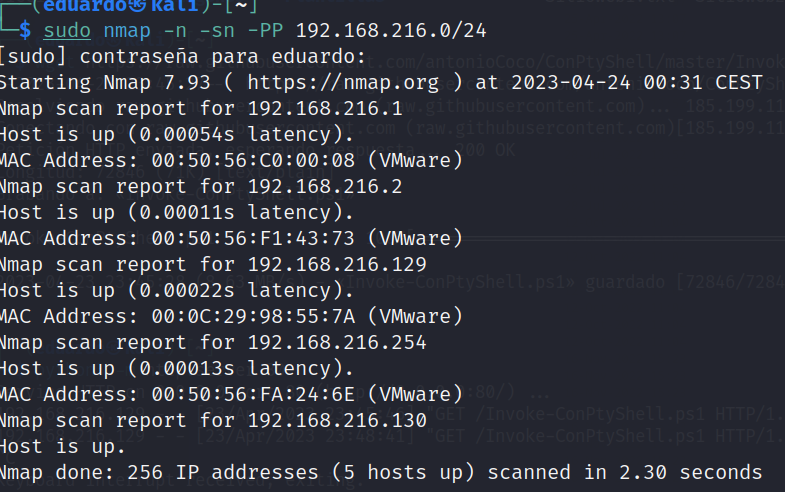 (eduardo㉿kali)-[~]
$ sudo nmap -n -sn -PP 192.168.216.0/24
[sudo] contraseña para eduardo:
Starting Nmap 7.93 ( https://nmap.org ) at 2023-04-24 00:31 CEST
Nmap scan report for 192.168.216.1
Host is up (0.00054s latency).
MAC Address: 00:50:56:C0:00:08 (VMware)
Nmap scan report for 192.168.216.2
Host is up (0.00011s latency).
MAC Address: 00:50:56:F1:43:73 (VMware)
Nmap scan report for 192.168.216.129
Host is up (0.00022s latency).
MAC Address: 00:0C:29:98:55:7A (VMware)
Nmap scan report for 192.168.216.254
Host is up (0.00013s latency).
MAC Address: 00:50:56:FA:24:6E (VMware)
Nmap scan report for 192.168.216.130
Host is up.
Nmap done: 256 IP addresses (5 hosts up) scanned in 2.30 seconds